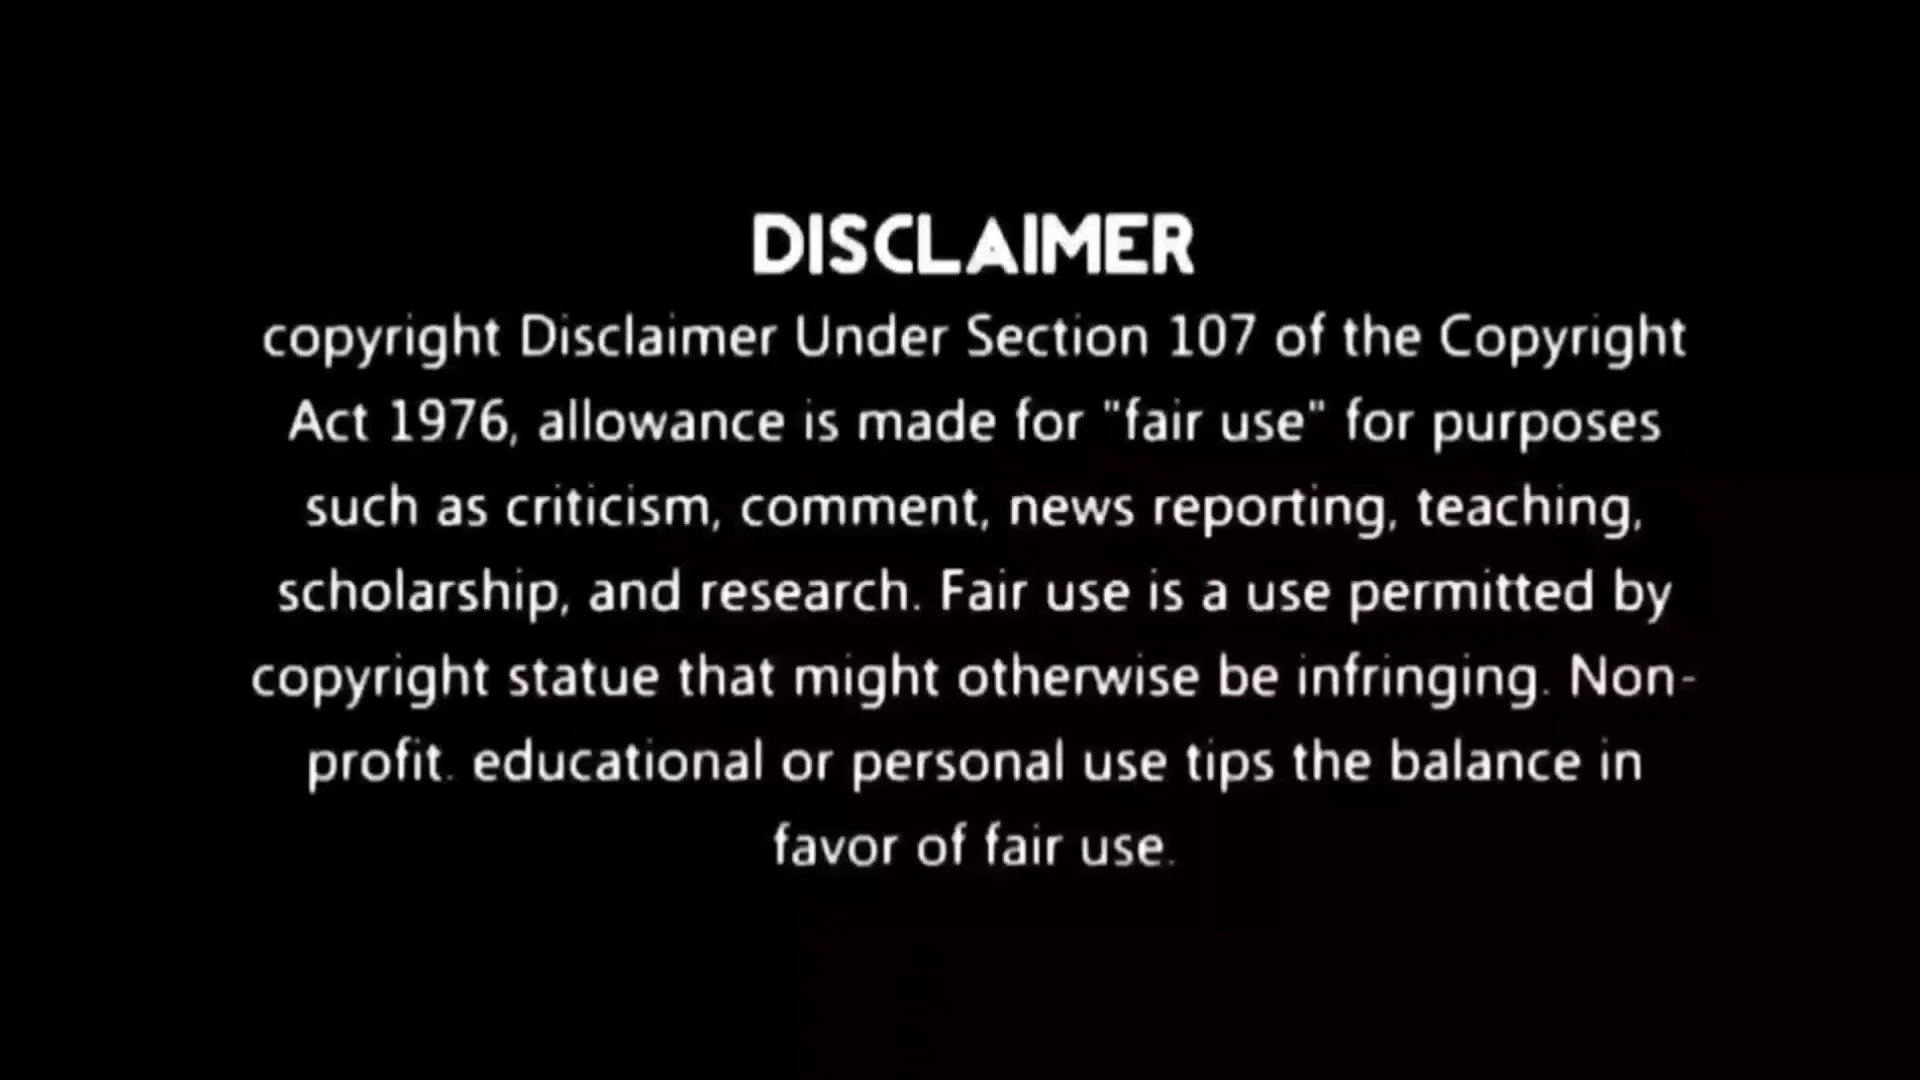 DISCLAIMER
copyright Disclaimer Under Section 107 of the Copyright
Act 1976, allowance is made for "fair use" for purposes
such as criticism, comment, news reporting, teaching,
scholarship, and research. Fair use is a use permitted by
copyright statue that might otherwise be infringing. Non-
profit. educational or personal use tips the balance in
favor of fair use.